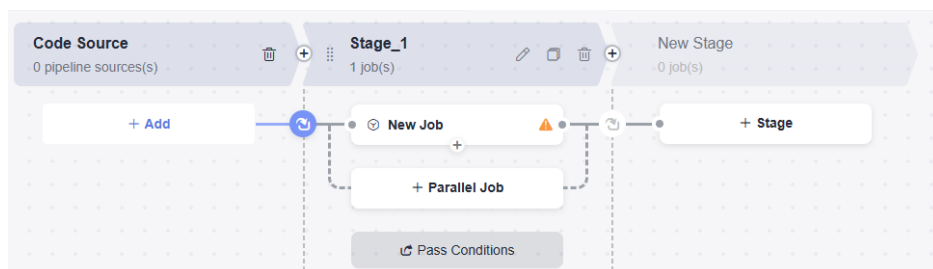 Code Source
0 pipeline sources(s)
Stage_1
1 job(s)
New Stage
0 job(s)
+ Add
New Job
+ Stage
+ Parallel Job
Pass Conditions